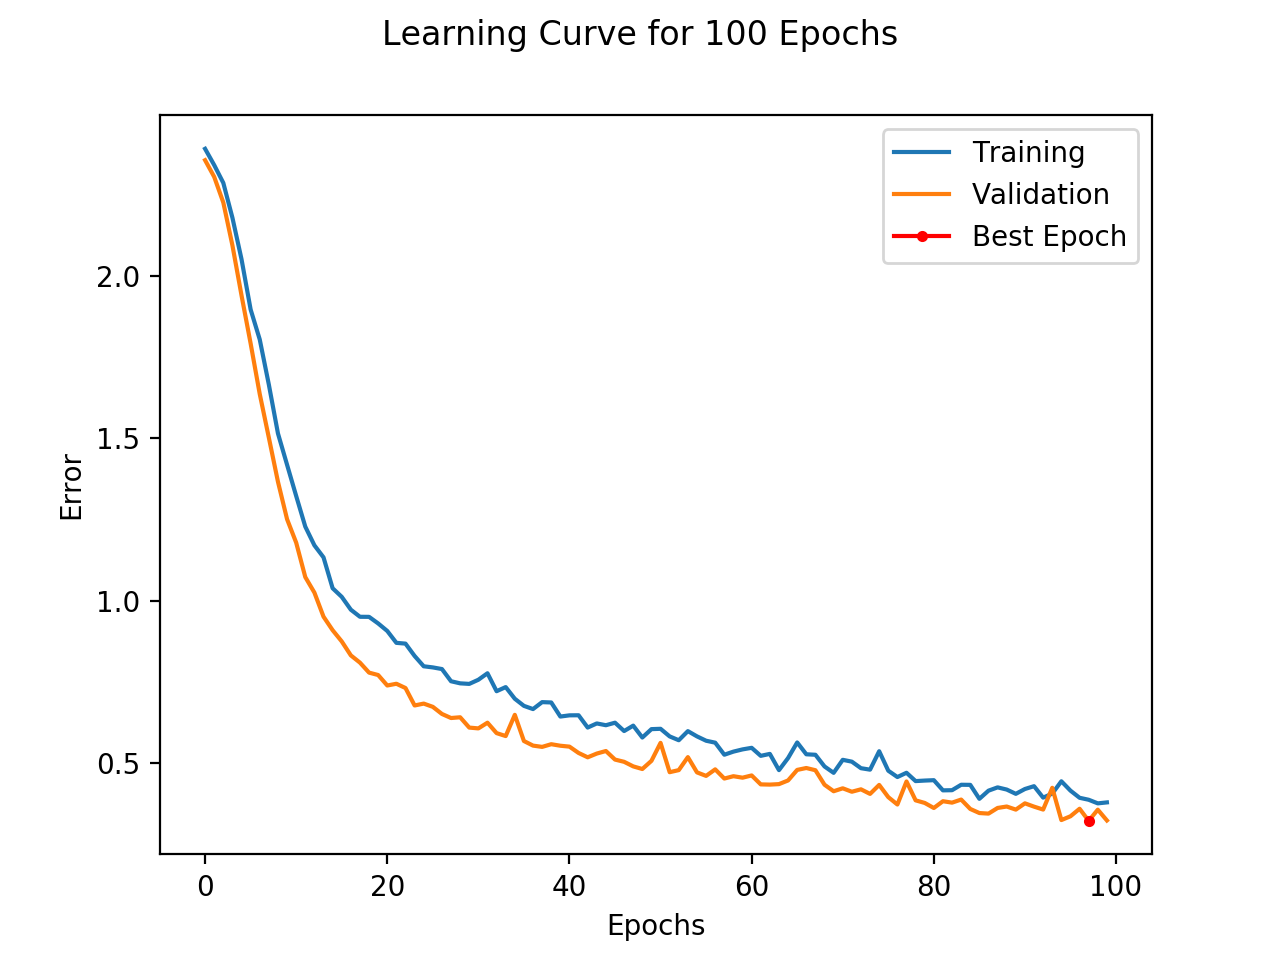 Learning Curve for 100 Epochs
Training
Validation
Best Epoch
2.0
1.5
1.0
0.5
Error
0 20 40 60 80 100
Epochs